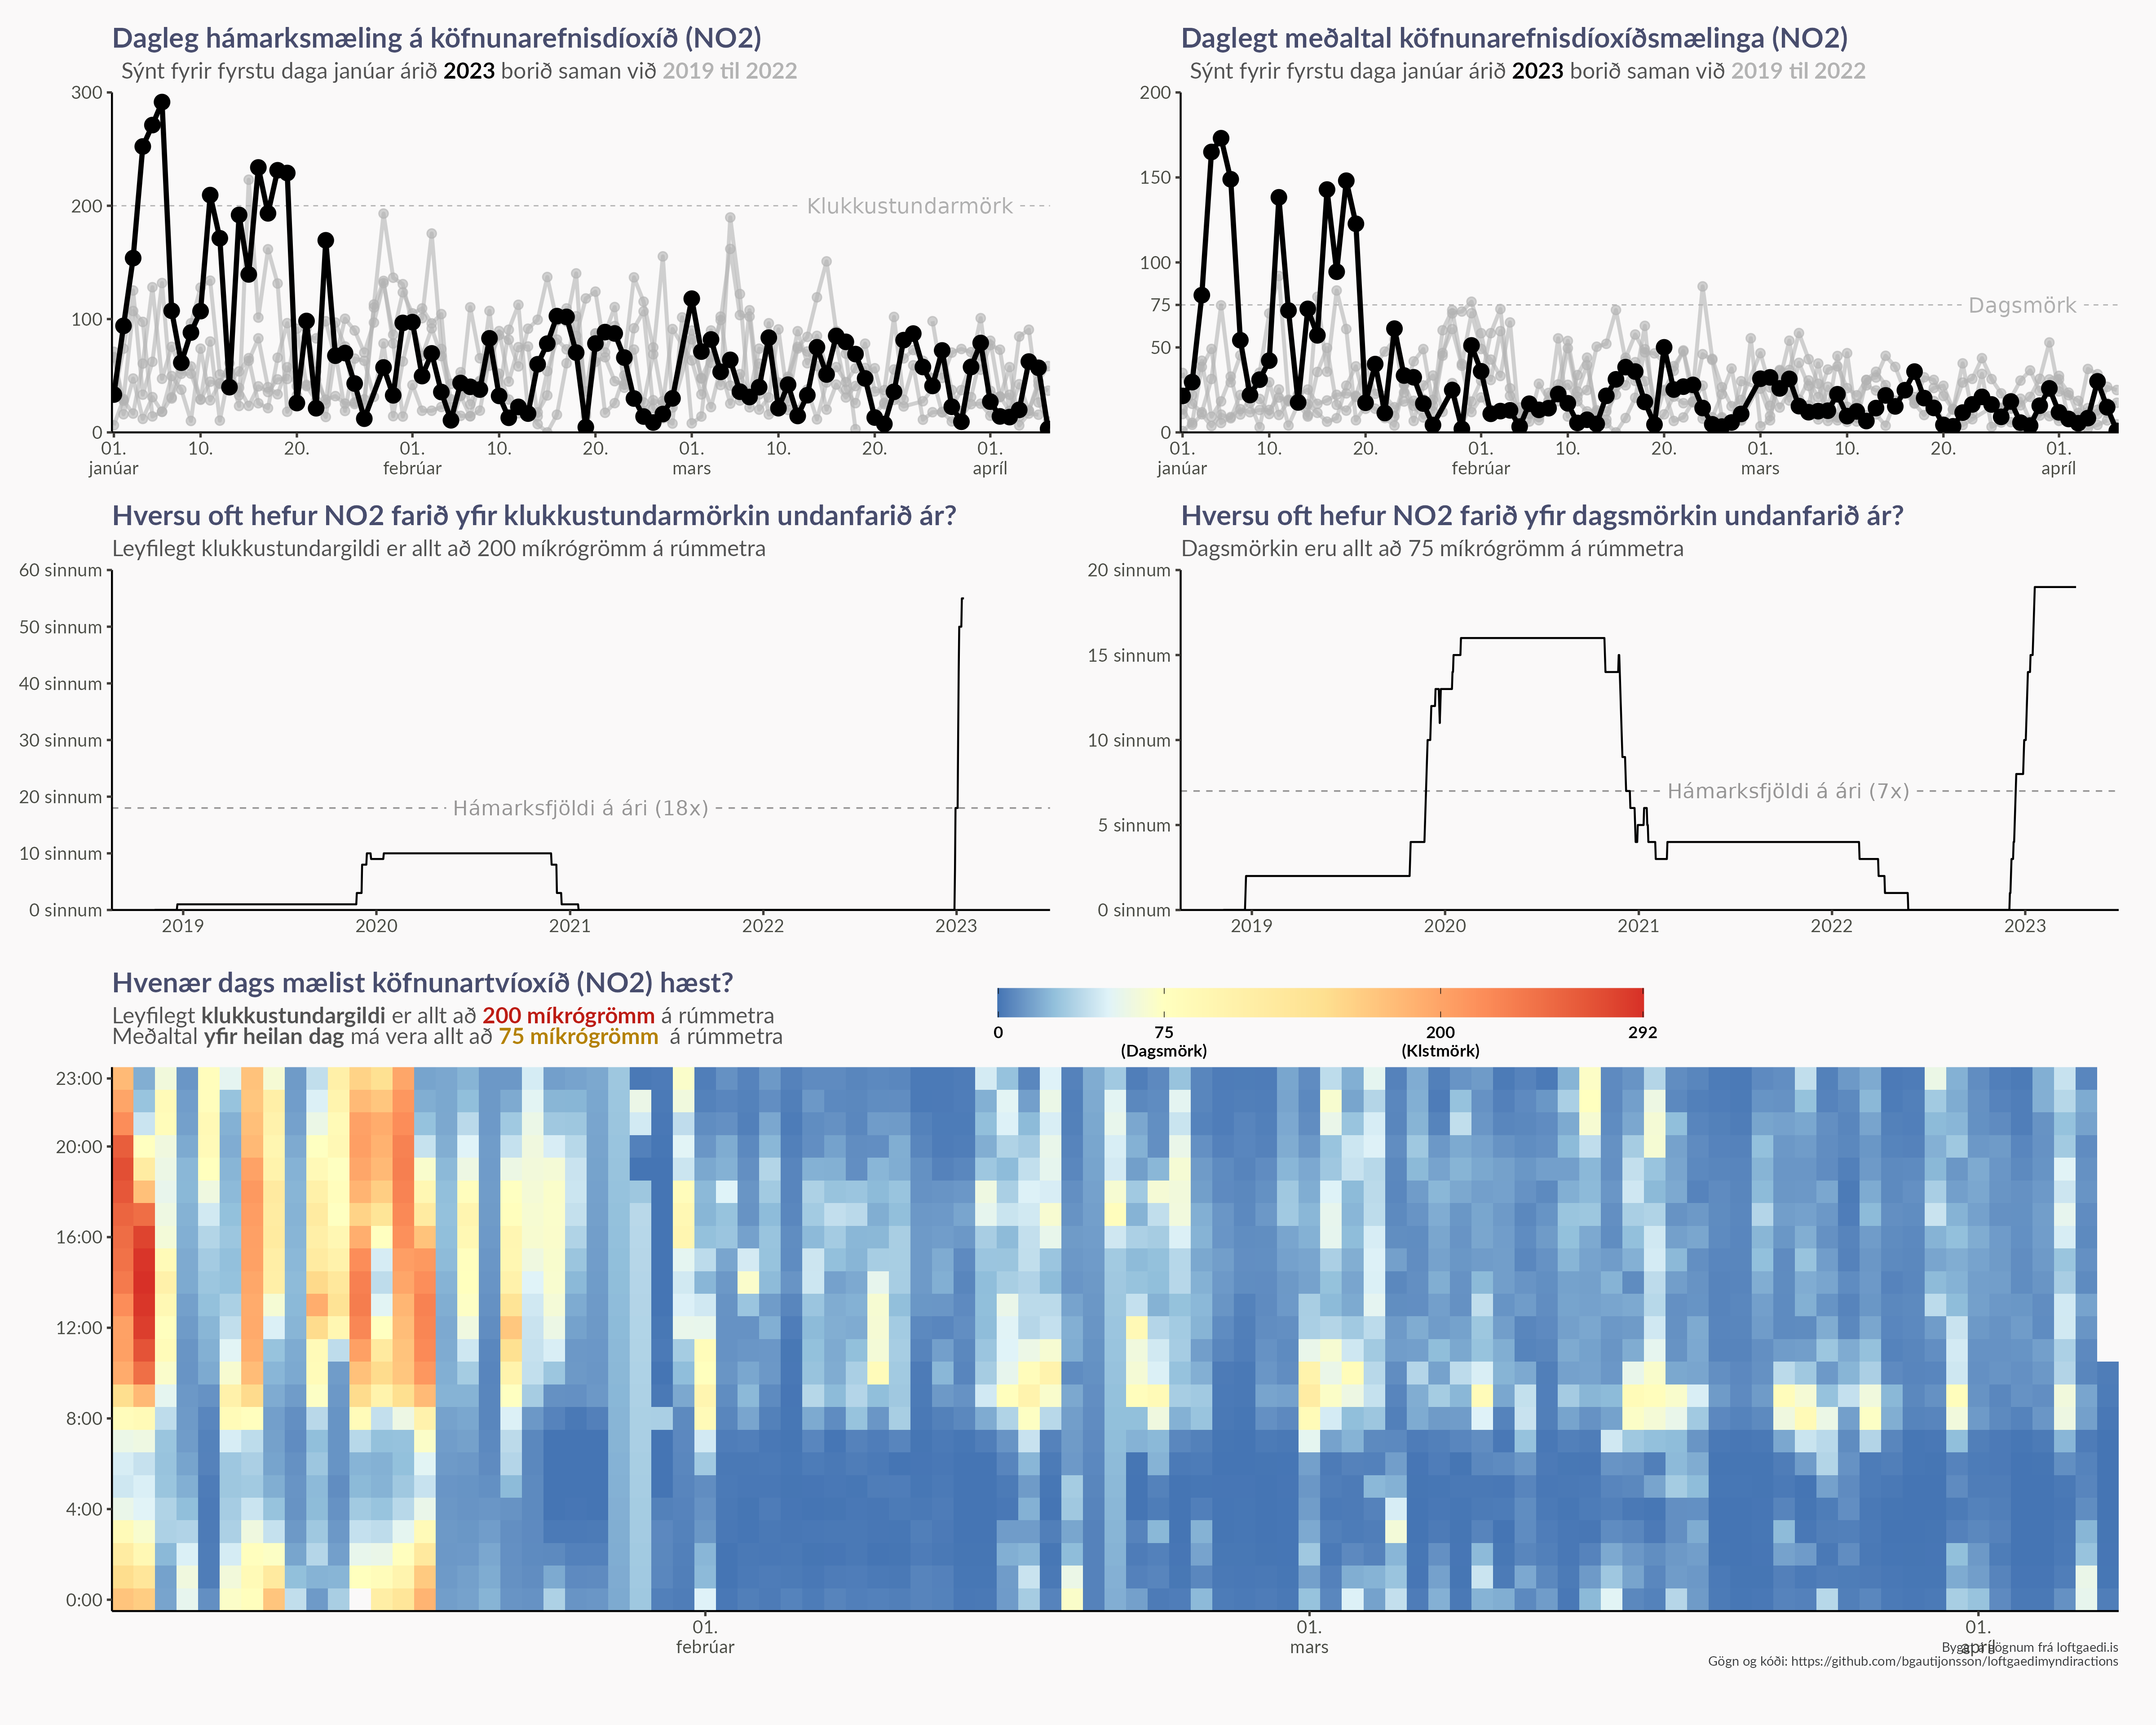 Dagleg hámarksmæling á köfnunarefnisdíoxíð (NO2)
Sýnt fyrir fyrstu daga janúar árið 2023 borið saman við 2019 til 2022
300
200
100
0
Klukkustundarmörk
01. 10. 20. 01. 10. 20. 01. 10. 20. 01.
janúar febrúar mars apríl
Daglegt meðaltal köfnunarefnisdíoxíðsmælinga (NO2)
Sýnt fyrir fyrstu daga janúar árið 2023 borið saman við 2019 til 2022
200
150
100
75
50
0
Dagsmörk
01. 10. 20. 01. 10. 20. 01. 10. 20. 01.
janúar febrúar mars apríl
Hversu oft hefur NO2 farið yfir klukkustundarmörkin undanfarið ár?
Leyfilegt klukkustundargildi er allt að 200 míkrógrömm á rúmmetra
60 sinnum
50 sinnum
40 sinnum
30 sinnum
20 sinnum
10 sinnum
0 sinnum
Hámarksfjöldi á ári (18x)
2019 2020 2021 2022 2023
Hversu oft hefur NO2 farið yfir dagsmörkin undanfarið ár?
Dagsmörkin eru allt að 75 míkrógrömm á rúmmetra
20 sinnum
15 sinnum
10 sinnum
5 sinnum
0 sinnum
Hámarksfjöldi á ári (7x)
2019 2020 2021 2022 2023
Hvenær dags mælist köfnunartvíoxíð (NO2) hæst?
Leyfilegt klukkustundargildi er allt að 200 míkrógrömm á rúmmetra
Meðaltal yfir heilan dag má vera allt að 75 míkrógrömm á rúmmetra
0 75 200 292
(Dagsmörk) (Klstmörk)
23:00
20:00
16:00
12:00
8:00
4:00
0:00
01. 01. 01.
febrúar mars apríl
Byggt á gögnum frá loftgaedi.is
Gögn og kóði: https://github.com/bgautijonsson/loftgaedimyndiractions